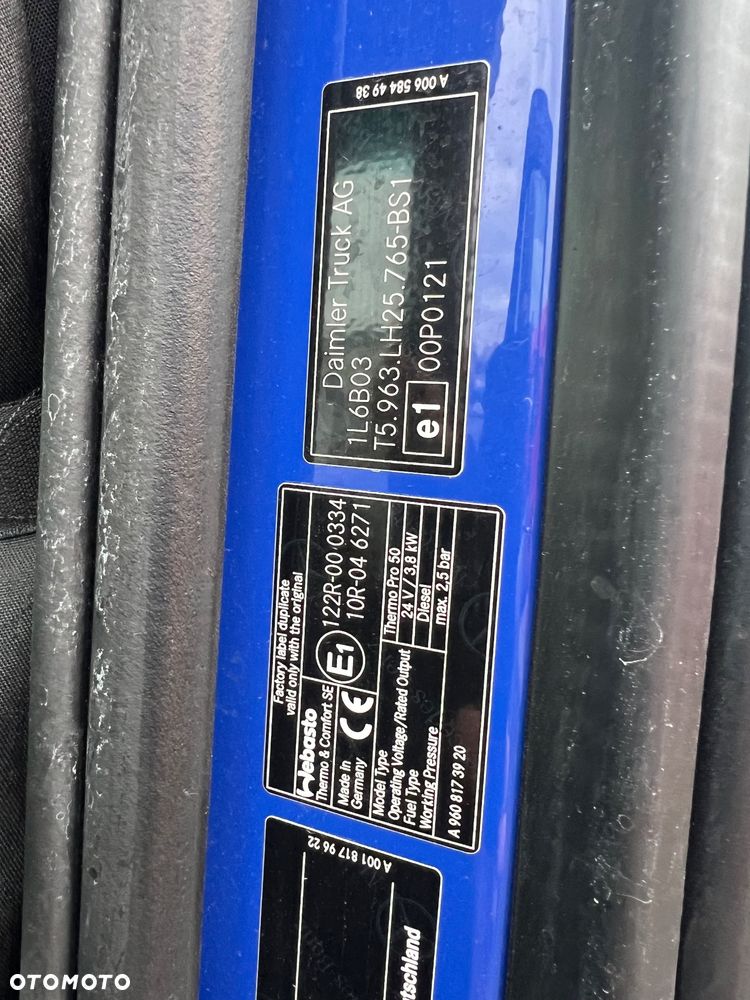 A 006 584 49 38
Daimler Truck AG
1L6B03
T5.963.LH25.765-BS1
e1 00P0121
Factory label duplicate
valid only with the original
Webasto
Thermo & Comfort SE
Made in
Germany
CE
E1
122R-00 0334
10R-04 6271
Model Type Thermo Pro 50
Operating Voltage/Rated Output 24 V / 3,8 kW
Fuel Type Diesel
Working Pressure max. 2,5 bar
A 960 817 39 20
A 001 817 96 22
utschland
OTOMOTO